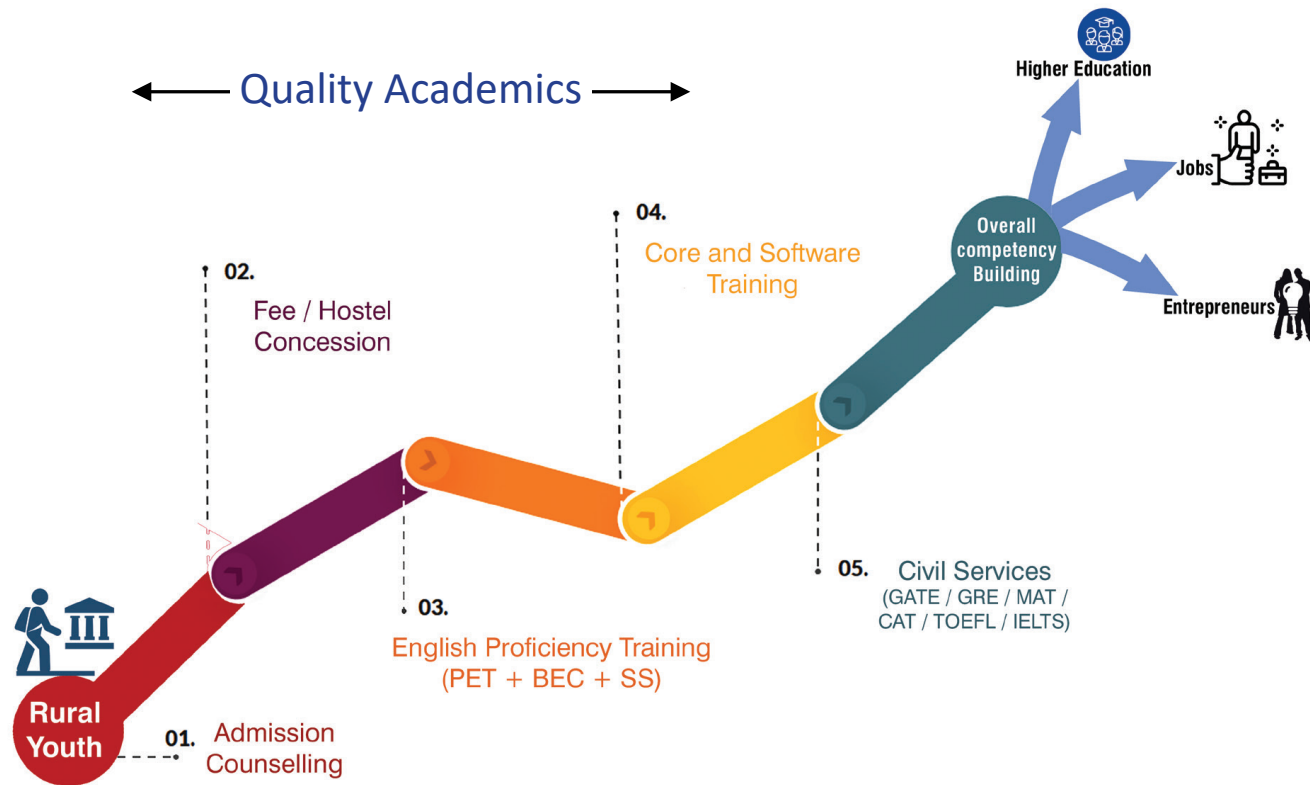 Quality Academics
Higher Education
Jobs
Entrepreneurs
Overall
competency
Building
04.
Core and Software
Training
02.
Fee / Hostel
Concession
05.
Civil Services
(GATE / GRE / MAT /
CAT / TOEFL / IELTS)
03.
English Proficiency Training
(PET + BEC + SS)
Rural
Youth
01.
Admission
Counselling